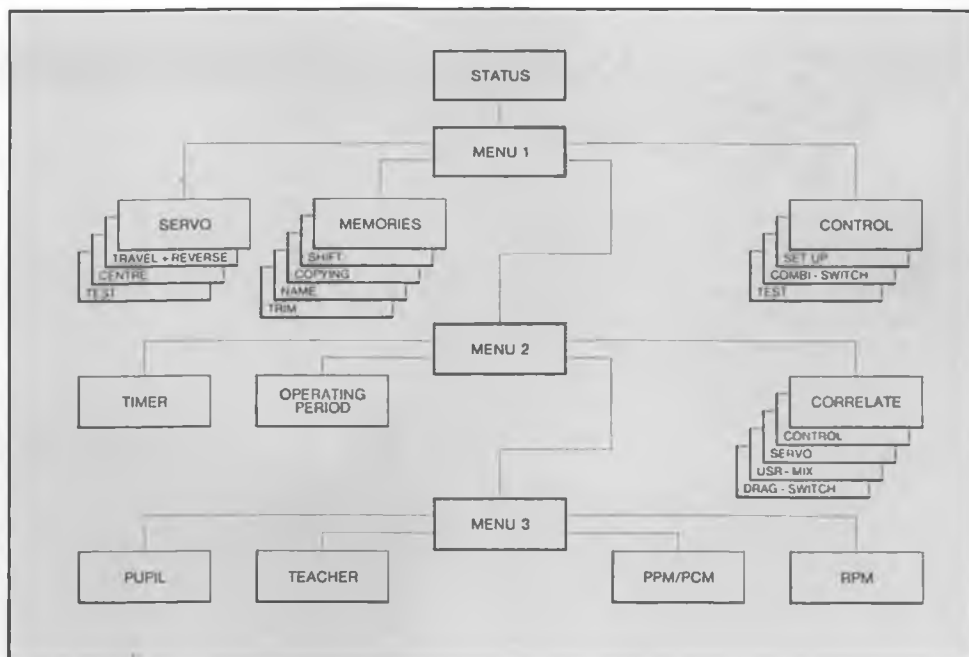 STATUS
MENU 1
SERVO
TRAVEL + REVERSE
CENTRE
TEST
MEMORIES
SHIFT
COPYING
NAME
TRIM
CONTROL
SET UP
COMBI - SWITCH
TEST
MENU 2
TIMER
OPERATING
PERIOD
CORRELATE
CONTROL
SERVO
USR - MIX
DRAG - SWITCH
MENU 3
PUPIL
TEACHER
PPM/PCM
RPM